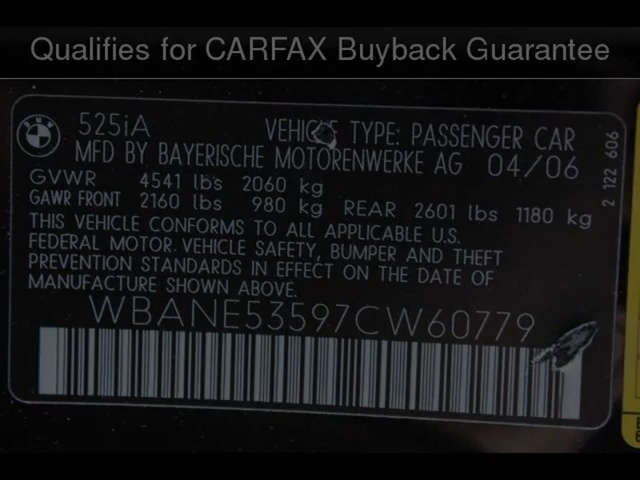 Qualifies for CARFAX Buyback Guarantee
525iA VEHICLE TYPE: PASSENGER CAR
MFD BY BAYERISCHE MOTORENWERKE AG 04/06
GVWR 4541 lbs 2060 kg
GAWR FRONT 2160 lbs 980 kg REAR 2601 lbs 1180 kg
THIS VEHICLE CONFORMS TO ALL APPLICABLE U.S.
FEDERAL MOTOR VEHICLE SAFETY, BUMPER AND THEFT
PREVENTION STANDARDS IN EFFECT ON THE DATE OF
MANUFACTURE SHOWN ABOVE.
WBANE53597CW60779
2 122 606